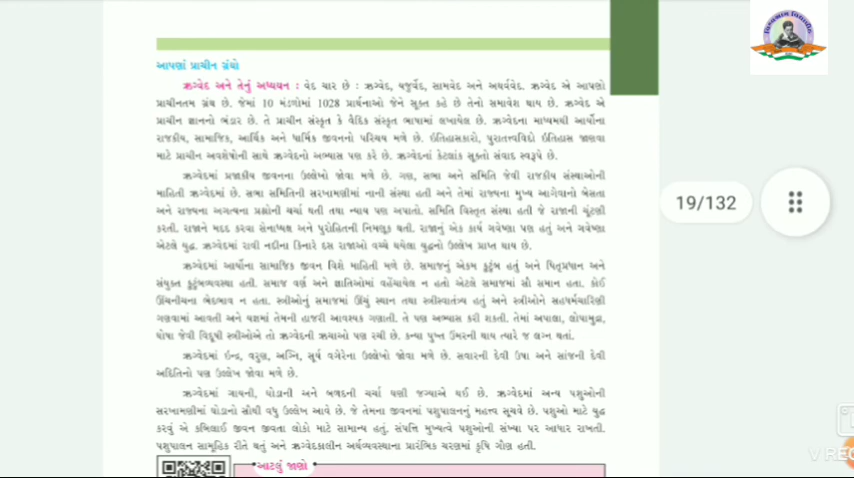 આપણાં પ્રાચીન ગ્રંથો
ઋગ્વેદ અને તેનું અધ્યયન : વેદ ચાર છે : ઋગ્વેદ, યજુર્વેદ, સામવેદ અને અથર્વવેદ. ઋગ્વેદ એ આપણો
પ્રાચીનતમ ગ્રંથ છે. જેમાં 10 મંડળોમાં 1028 પ્રાર્થનાઓ જેને સૂક્ત કહે છે તેનો સમાવેશ થાય છે. ઋગ્વેદ એ
પ્રાચીન જ્ઞાનનો ભંડાર છે. તે પ્રાચીન સંસ્કૃત કે વૈદિક સંસ્કૃત ભાષામાં લખાયેલ છે. ઋગ્વેદના માધ્યમથી આર્યોના
રાજકીય, સામાજિક, આર્થિક અને ધાર્મિક જીવનનો પરિચય મળે છે. ઇતિહાસકારો, પુરાતત્ત્વવિદો ઇતિહાસ જાણવા
માટે પ્રાચીન અવશેષોની સાથે ઋગ્વેદનો અભ્યાસ પણ કરે છે. ઋગ્વેદનાં કેટલાંક સૂક્તો સંવાદ સ્વરૂપે છે.
ઋગ્વેદમાં પ્રજાકીય જીવનના ઉલ્લેખો જોવા મળે છે. ગણ, સભા અને સમિતિ જેવી રાજકીય સંસ્થાઓની
માહિતી ઋગ્વેદમાં છે. સભા સમિતિની સરખામણીમાં નાની સંસ્થા હતી અને તેમાં રાજ્યના મુખ્ય આગેવાનો બેસતા
અને રાજ્યના અગત્યના પ્રશ્નોની ચર્ચા થતી તથા ન્યાય પણ અપાતો. સમિતિ વિસ્તૃત સંસ્થા હતી જે રાજાની ચૂંટણી
કરતી. રાજાને મદદ કરવા સેનાધ્યક્ષ અને પુરોહિતની નિમણૂક થતી. રાજાનું એક કાર્ય ગવેષ્ણા પણ હતું અને ગવેષ્ણા
એટલે યુદ્ધ. ઋગ્વેદમાં રાવી નદીના કિનારે દસ રાજાઓ વચ્ચે થયેલા યુદ્ધનો ઉલ્લેખ પ્રાપ્ત થાય છે.
ઋગ્વેદમાં આર્યોના સામાજિક જીવન વિશે માહિતી મળે છે. સમાજનું એકમ કુટુંબ હતું અને પિતૃપ્રધાન અને
સંયુક્ત કુટુંબવ્યવસ્થા હતી. સમાજ વર્ણ અને જ્ઞાતિઓમાં વહેંચાયેલ ન હતો એટલે સમાજમાં સૌ સમાન હતા. કોઈ
ઊંચનીચના ભેદભાવ ન હતા. સ્ત્રીઓનું સમાજમાં ઊંચું સ્થાન તથા સ્ત્રીસ્વાતંત્ર્ય હતું અને સ્ત્રીઓને સહધર્મચારિણી
ગણવામાં આવતી અને યજ્ઞમાં તેમની હાજરી આવશ્યક ગણાતી. તે પણ અભ્યાસ કરી શકતી. તેમાં અપાલા, લોપામુદ્રા,
ઘોષા જેવી વિદુષી સ્ત્રીઓએ તો ઋગ્વેદની ઋચાઓ પણ રચી છે. કન્યા પુખ્ત ઉંમરની થાય ત્યારે જ લગ્ન થતાં.
ઋગ્વેદમાં ઇન્દ્ર, વરુણ, અગ્નિ, સૂર્ય વગેરેના ઉલ્લેખો જોવા મળે છે. સવારની દેવી ઉષા અને સાંજની દેવી
અદિતિનો પણ ઉલ્લેખ જોવા મળે છે.
ઋગ્વેદમાં ગાયની, ઘોડાની અને બળદની ચર્ચા ઘણી જગ્યાએ થઈ છે. ઋગ્વેદમાં અન્ય પશુઓની
સરખામણીમાં ઘોડાનો સૌથી વધુ ઉલ્લેખ આવે છે. જે તેમના જીવનમાં પશુપાલનનું મહત્ત્વ સૂચવે છે. પશુઓ માટે યુદ્ધ
કરવું એ કબિલાઈ જીવન જીવતા લોકો માટે સામાન્ય હતું. સંપત્તિ મુખ્યત્વે પશુઓની સંખ્યા પર આધાર રાખતી.
પશુપાલન સામૂહિક રીતે થતું અને ઋગ્વેદકાલીન અર્થવ્યવસ્થાના પ્રારંભિક ચરણમાં કૃષિ ગૌણ હતી.
આટલું જાણો
19/132